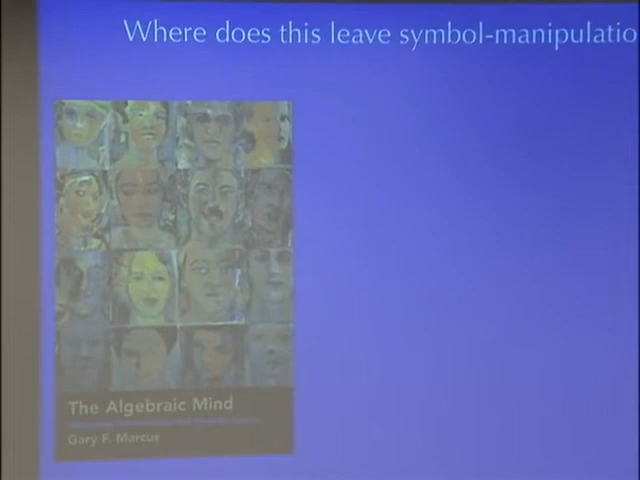 Where does this leave symbol-manipulatio
The Algebraic Mind
Gary F. Marcus